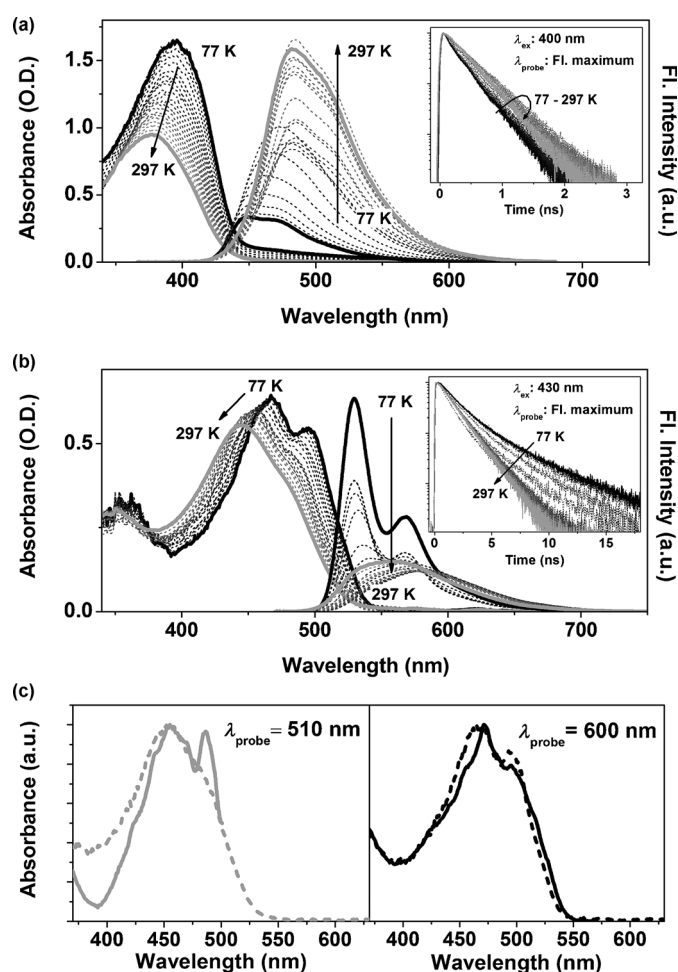 (a)
Absorbance (O.D.)
1.5
1.0
0.5
0.0
77 K
297 K
297 K
77 K
λex: 400 nm
λprobe: Fl. maximum
77 - 297 K
0 1 2 3
Time (ns)
Fl. Intensity (a.u.)
400 500 600 700
Wavelength (nm)
(b)
Absorbance (O.D.)
0.5
0.0
77 K
297 K
77 K
297 K
λex: 430 nm
λprobe: Fl. maximum
77 K
297 K
0 5 10 15
Time (ns)
Fl. Intensity (a.u.)
400 500 600 700
Wavelength (nm)
(c)
Absorbance (a.u.)
λprobe= 510 nm
λprobe= 600 nm
400 450 500 550 600
400 450 500 550 600
Wavelength (nm)
Wavelength (nm)